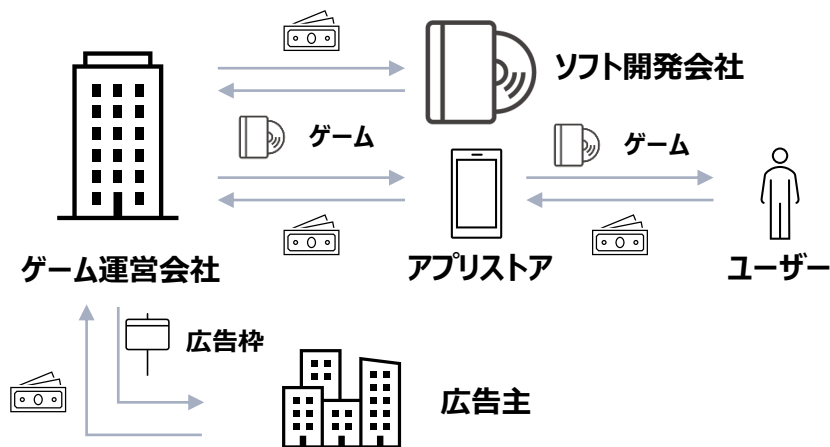 ソフト開発会社
ゲーム
ゲーム
ゲーム運営会社
アプリストア
ユーザー
広告枠
広告主